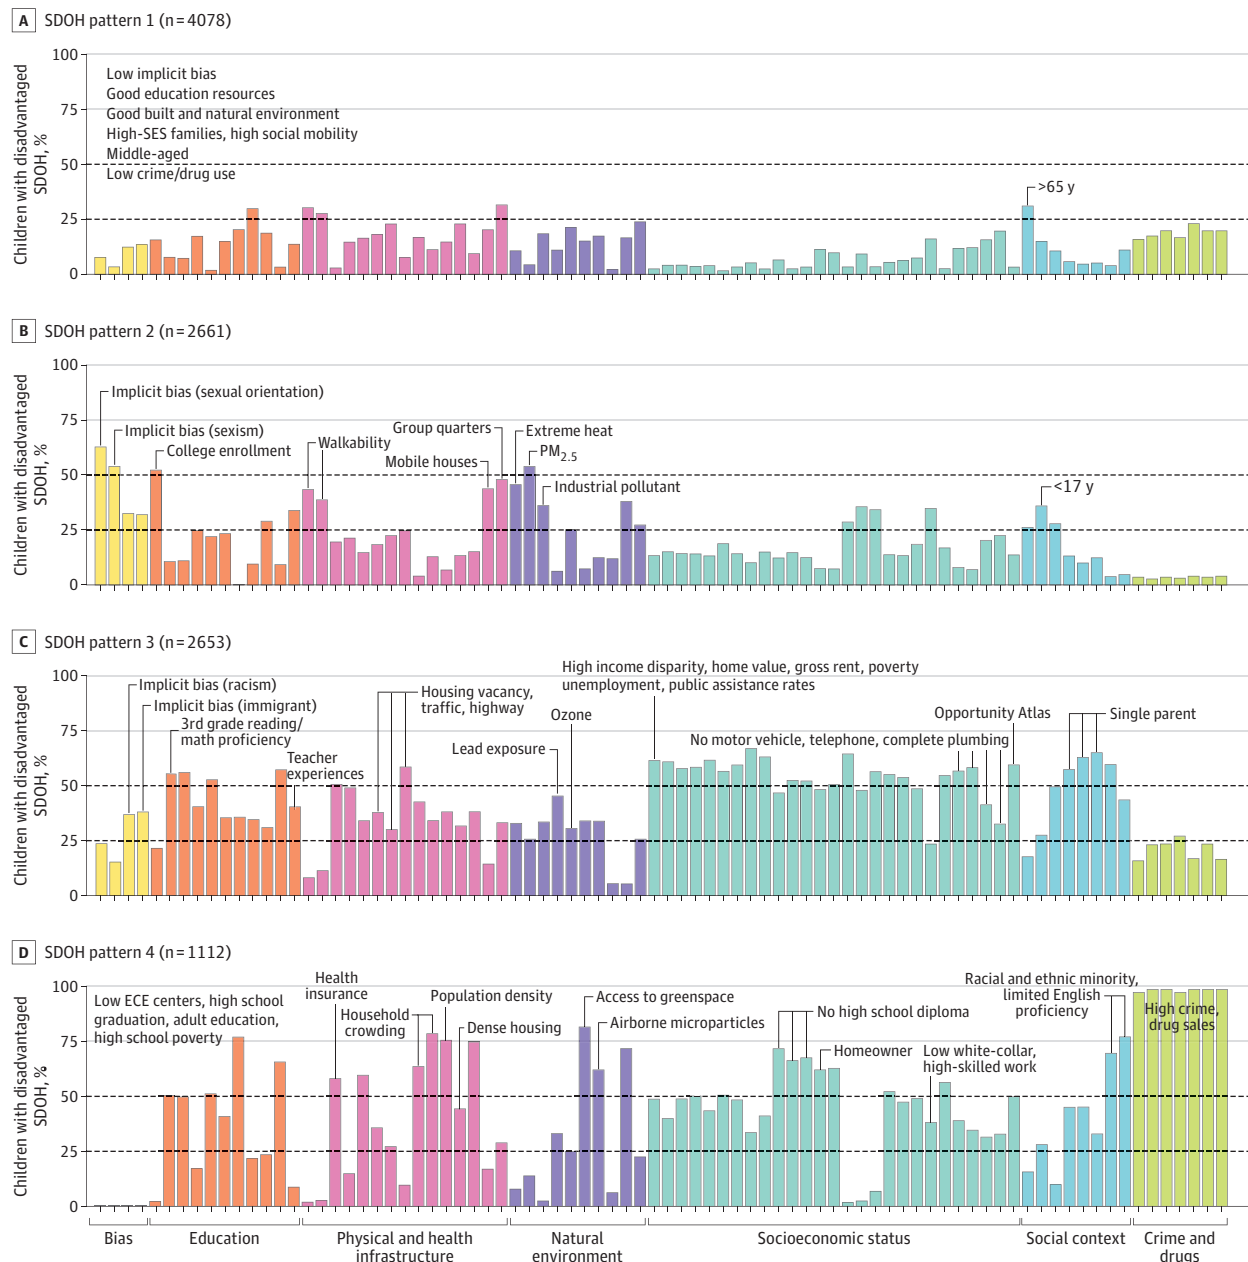 A SDOH pattern 1 (n=4078)
Children with disadvantaged
SDOH, %
100
75
50
25
0
Low implicit bias
Good education resources
Good built and natural environment
High-SES families, high social mobility
Middle-aged
Low crime/drug use
>65 y
B SDOH pattern 2 (n=2661)
Children with disadvantaged
SDOH, %
100
75
50
25
0
Implicit bias (sexual orientation)
Implicit bias (sexism)
College enrollment
Walkability
Group quarters
Mobile houses
Extreme heat
PM2.5
Industrial pollutant
<17 y
C SDOH pattern 3 (n=2653)
Children with disadvantaged
SDOH, %
100
75
50
25
0
Implicit bias (racism)
Implicit bias (immigrant)
3rd grade reading/
math proficiency
Teacher
experiences
Housing vacancy,
traffic, highway
Lead exposure
Ozone
High income disparity, home value, gross rent, poverty
unemployment, public assistance rates
No motor vehicle, telephone, complete plumbing
Opportunity Atlas
Single parent
D SDOH pattern 4 (n=1112)
Children with disadvantaged
SDOH, %
100
75
50
25
0
Low ECE centers, high school
graduation, adult education,
high school poverty
Health
insurance
Household
crowding
Population density
Dense housing
Access to greenspace
Airborne microparticles
No high school diploma
Homeowner
Low white-collar,
high-skilled work
Racial and ethnic minority,
limited English
proficiency
High crime,
drug sales
Bias
Education
Physical and health
infrastructure
Natural
environment
Socioeconomic status
Social context
Crime and
drugs